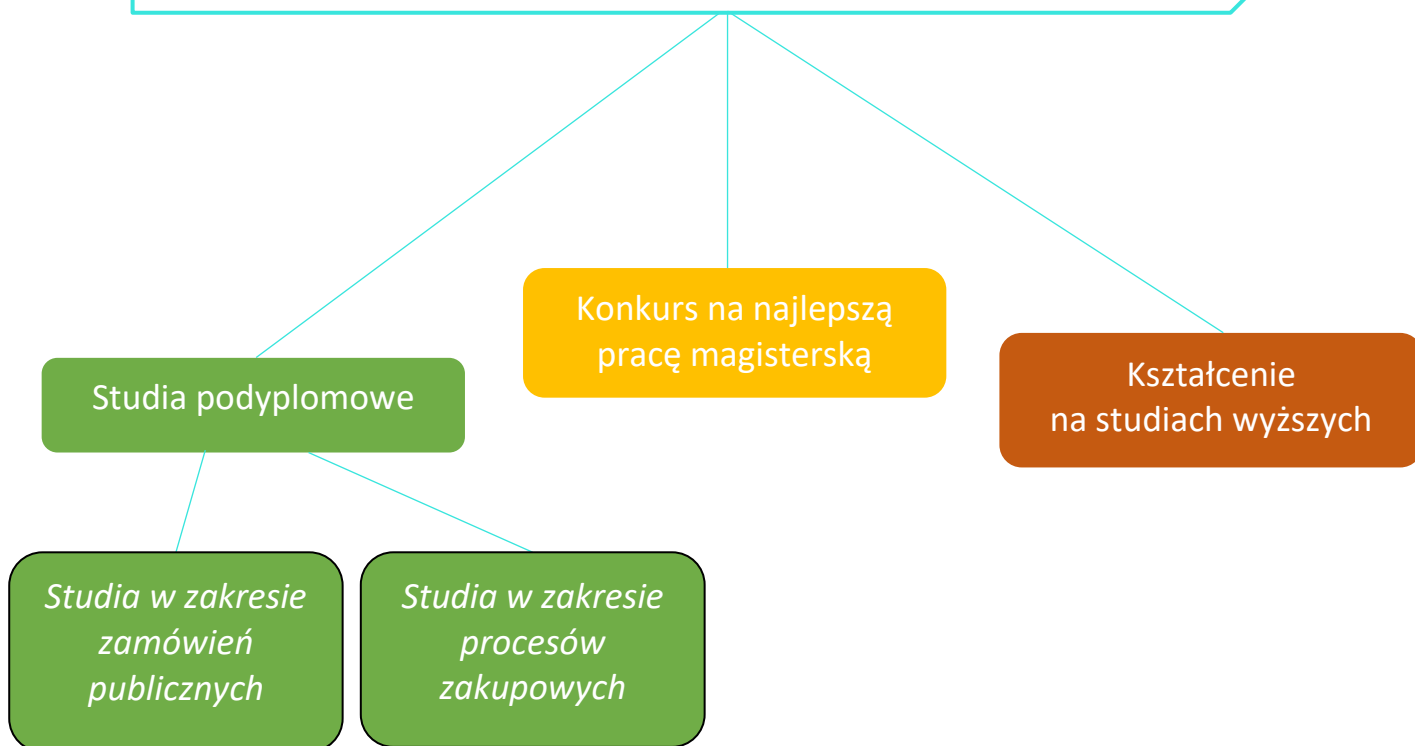 Konkurs na najlepszą
pracę magisterską
Kształcenie
na studiach wyższych
Studia podyplomowe
Studia w zakresie
zamówień
publicznych
Studia w zakresie
procesów
zakupowych